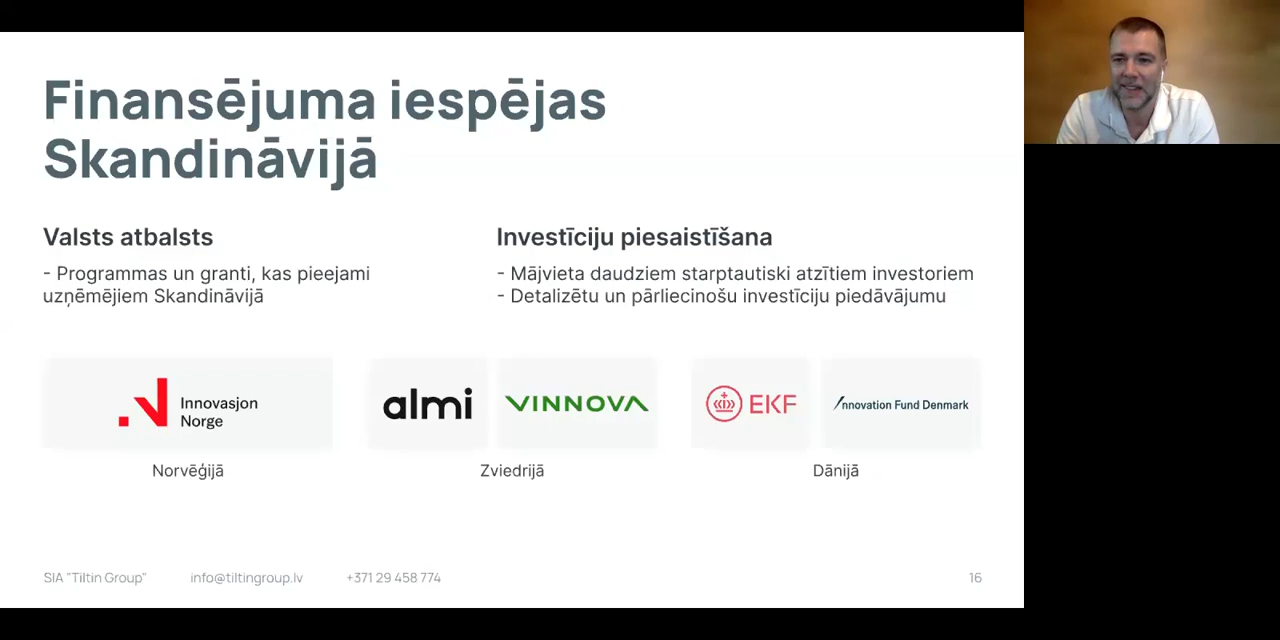 Finansējuma iespējas
Skandināvijā
Valsts atbalsts
- Programmas un granti, kas pieejami
uzņēmējiem Skandināvijā
Investīciju piesaistīšana
- Mājvieta daudziem starptautiski atzītiem investoriem
- Detalizētu un pārliecinošu investīciju piedāvājumu
Innovasjon
Norge
almi
VINNOVA
EKF
Innovation Fund Denmark
Norvēģijā
Zviedrijā
Dānijā
SIA "Tiltin Group"
info@tiltingroup.lv
+371 29 458 774
16